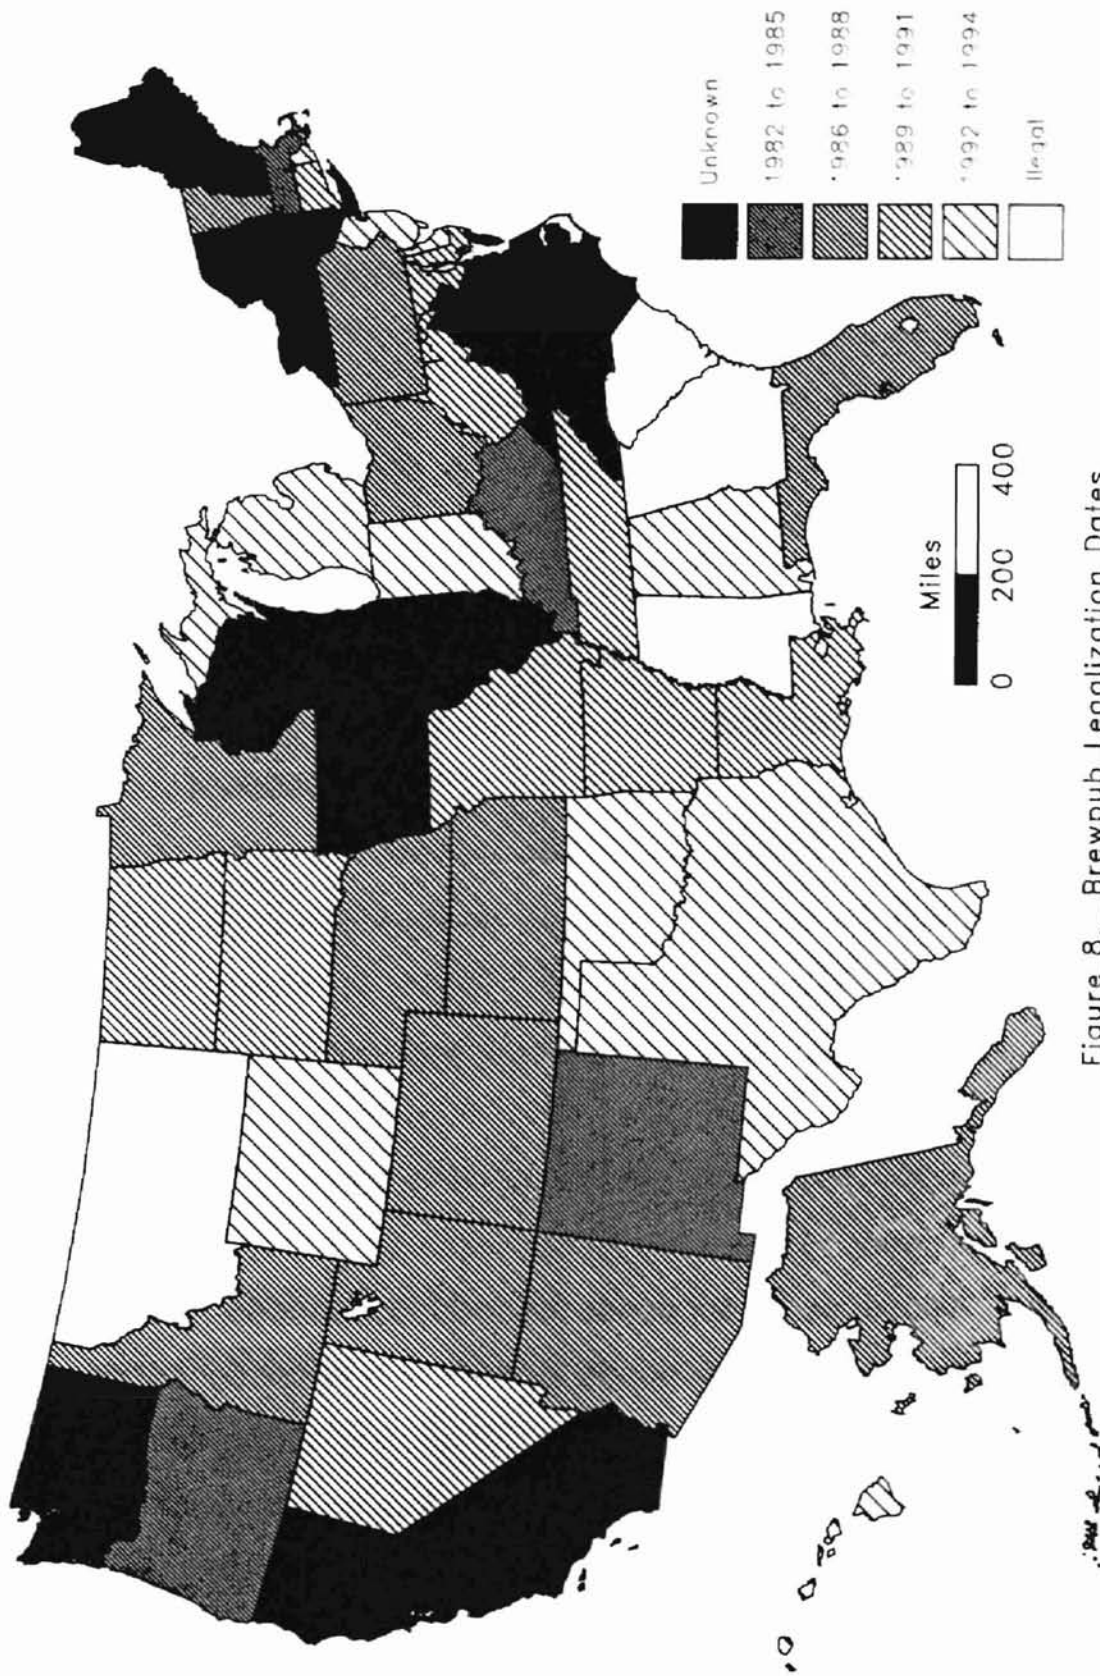 Unknown
1982 to 1985
1986 to 1988
1989 to 1991
1992 to 1994
Illegal
Miles
0 200 400
Figure 8.-- Brewpub Legalization Dates